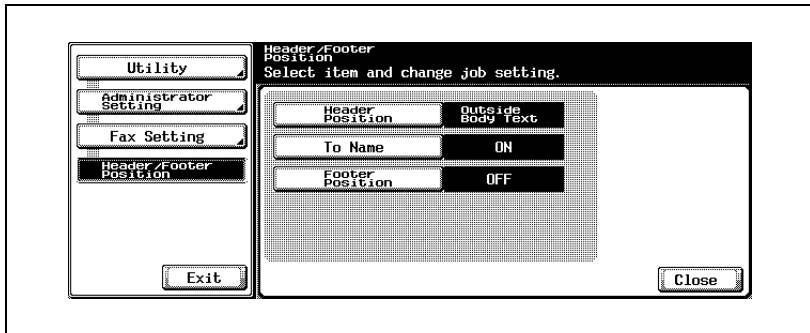 Utility
Administrator
Setting
Fax Setting
Header/Footer
Position
Exit
Header/Footer
Position
Select item and change job setting.
Header
Position
Outside
Body Text
To Name
ON
Footer
Position
OFF
Close